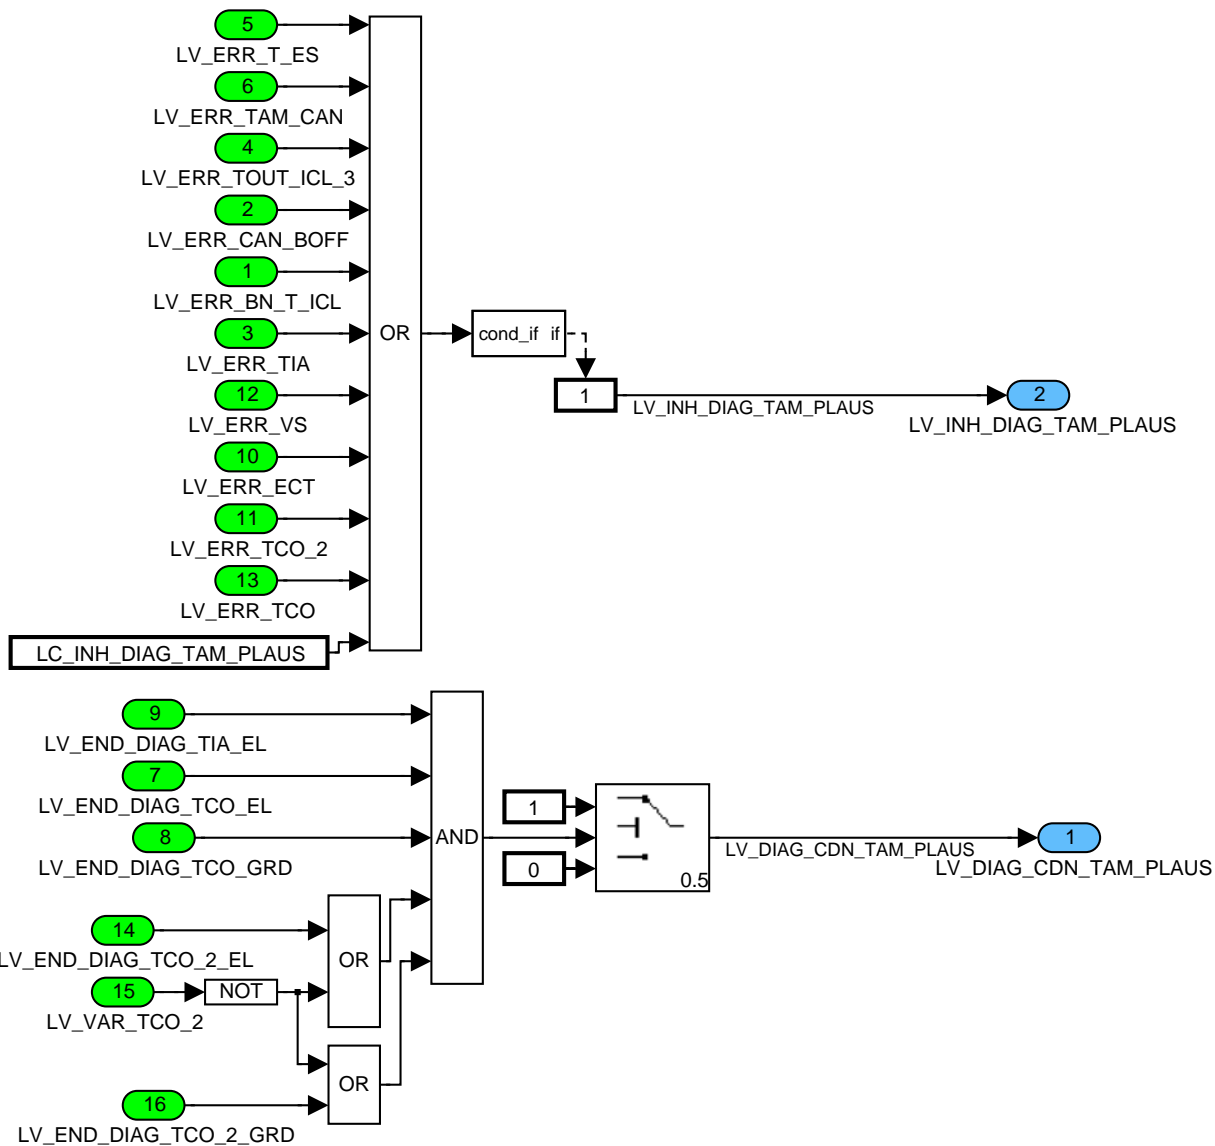 5
LV_ERR_T_ES
6
LV_ERR_TAM_CAN
4
LV_ERR_TOUT_ICL_3
2
LV_ERR_CAN_BOFF
1
LV_ERR_BN_T_ICL
3
LV_ERR_TIA
12
LV_ERR_VS
10
LV_ERR_ECT
11
LV_ERR_TCO_2
13
LV_ERR_TCO
LC_INH_DIAG_TAM_PLAUS
OR
cond_if if
1
LV_INH_DIAG_TAM_PLAUS
2
LV_INH_DIAG_TAM_PLAUS
9
LV_END_DIAG_TIA_EL
7
LV_END_DIAG_TCO_EL
8
LV_END_DIAG_TCO_GRD
14
LV_END_DIAG_TCO_2_EL
15
LV_VAR_TCO_2
NOT
16
LV_END_DIAG_TCO_2_GRD
OR
OR
AND
1
0
0.5
LV_DIAG_CDN_TAM_PLAUS
1
LV_DIAG_CDN_TAM_PLAUS